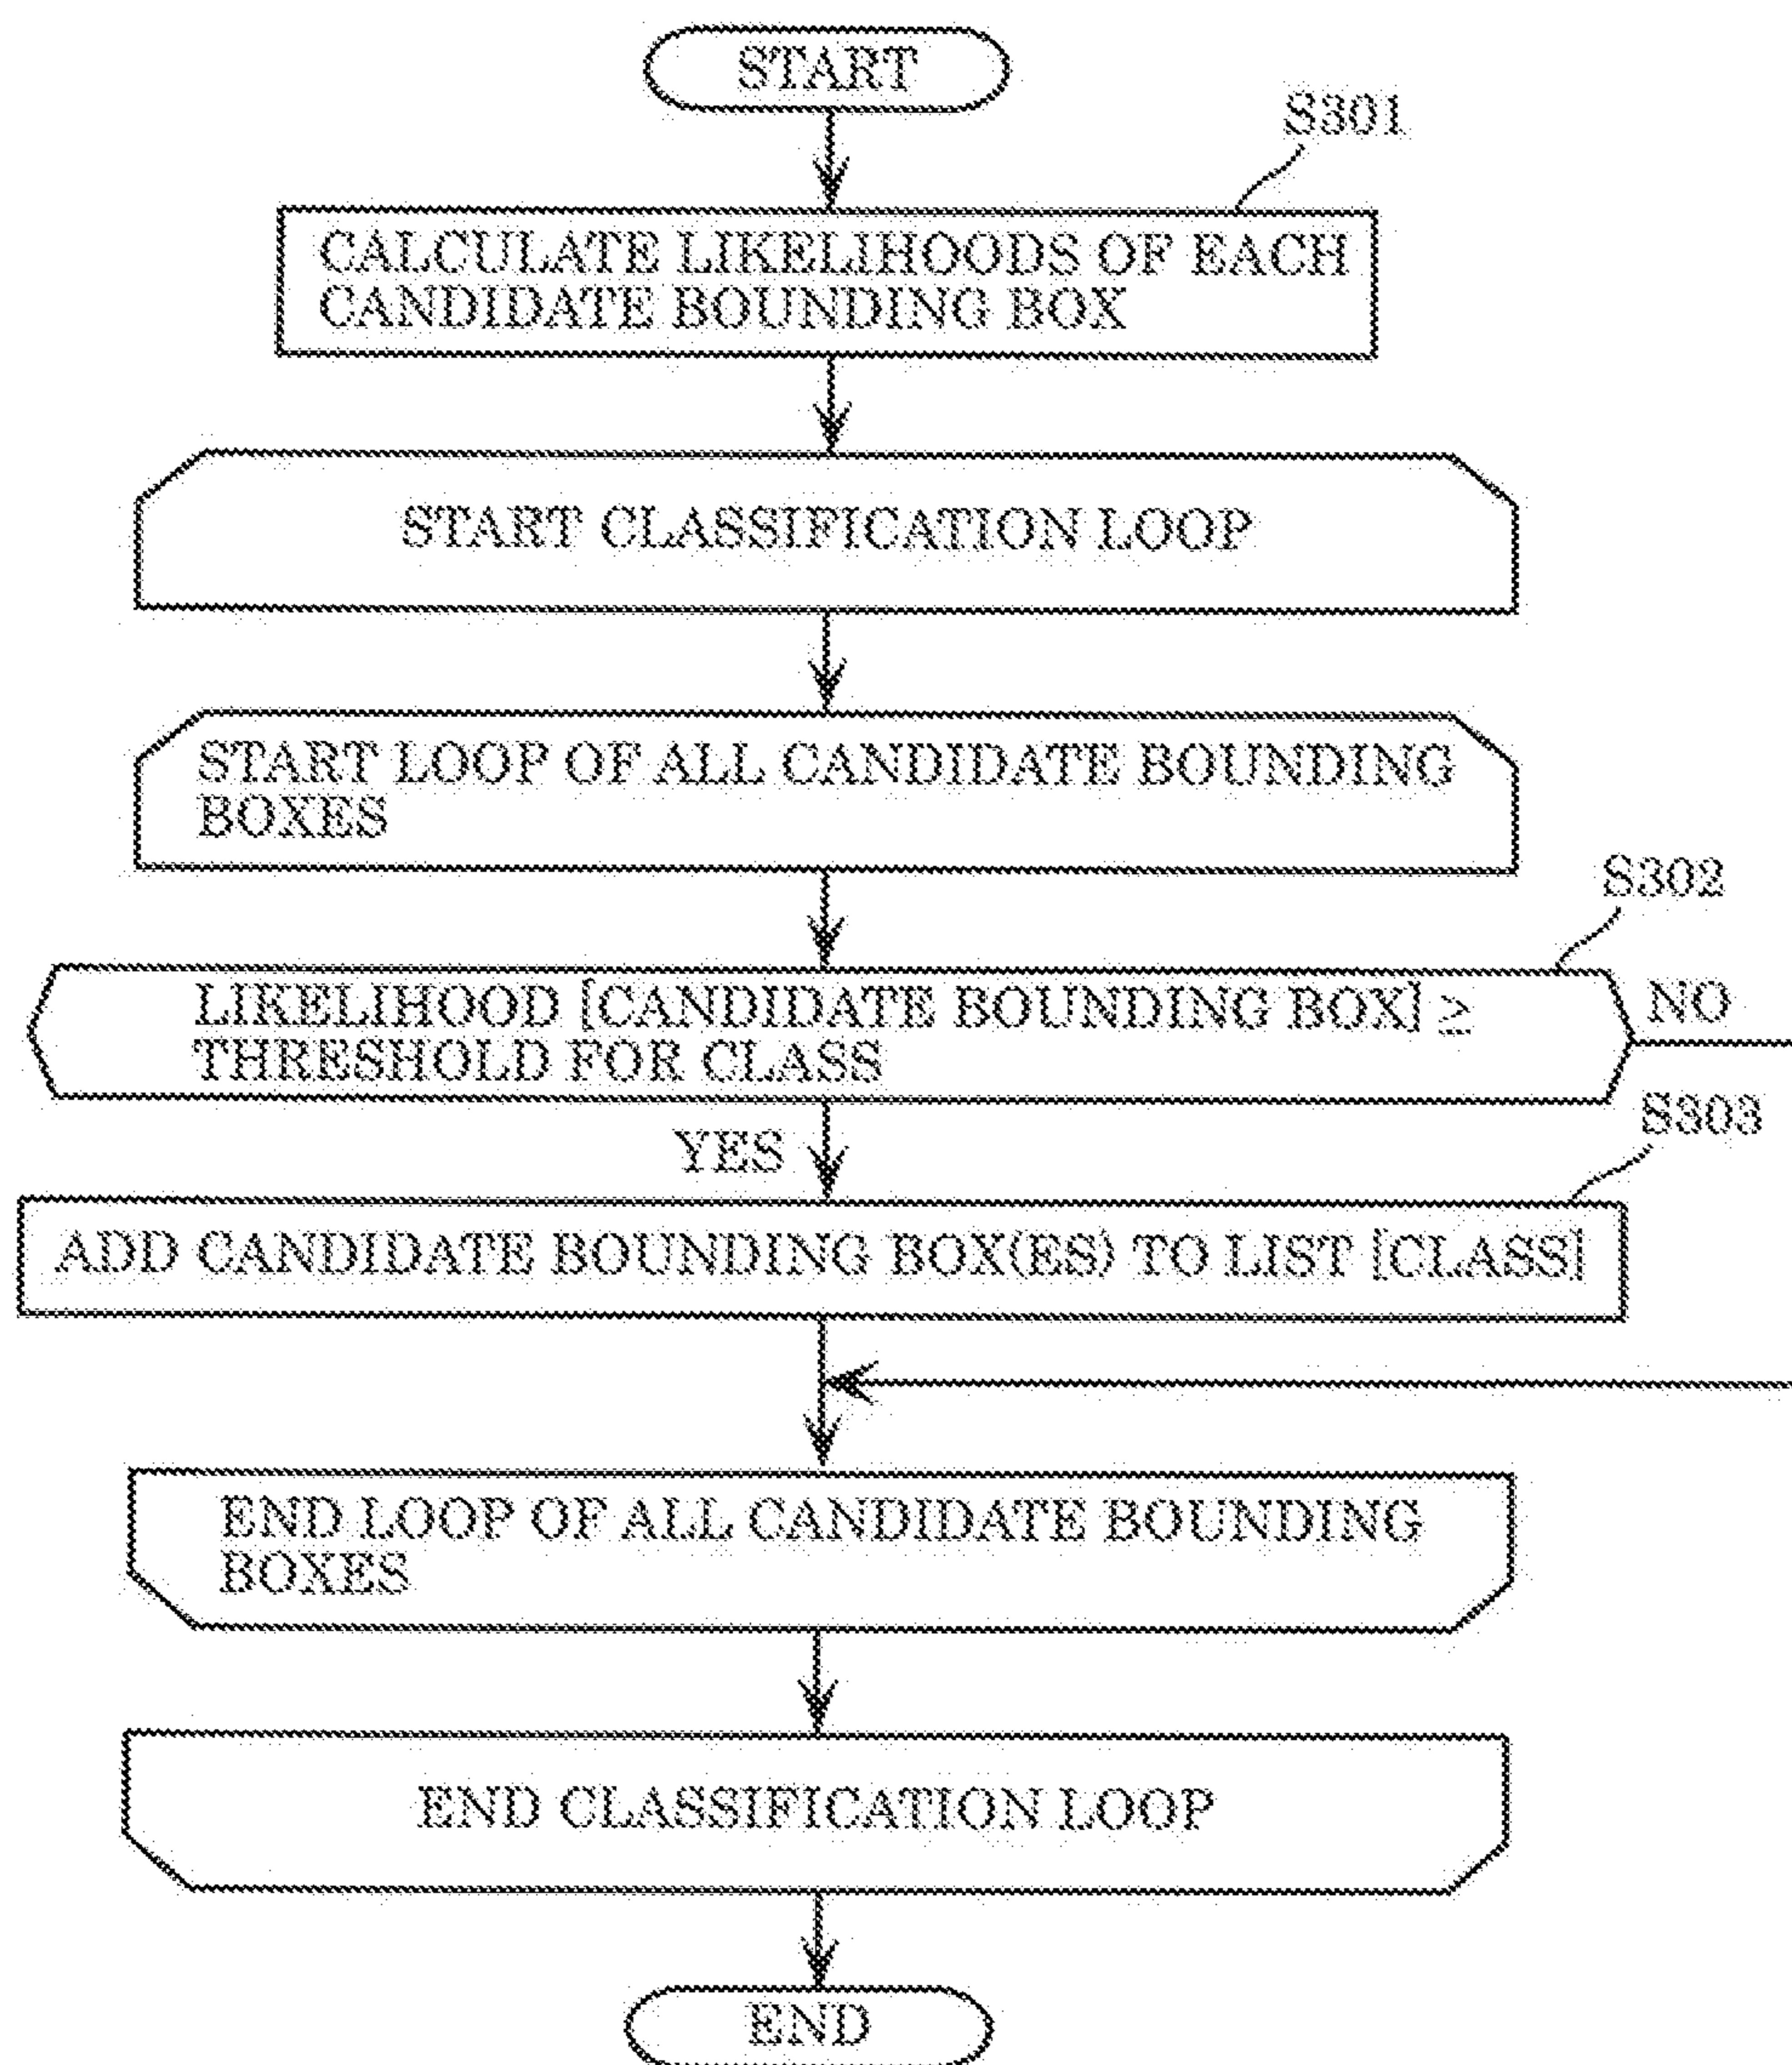 START
S301
CALCULATE LIKELIHOODS OF EACH
CANDIDATE BOUNDING BOX
START CLASSIFICATION LOOP
START LOOP OF ALL CANDIDATE BOUNDING
BOXES
S302
LIKELIHOOD [CANDIDATE BOUNDING BOX] ≥
THRESHOLD FOR CLASS
NO
YES
S303
ADD CANDIDATE BOUNDING BOX(ES) TO LIST [CLASS]
END LOOP OF ALL CANDIDATE BOUNDING
BOXES
END CLASSIFICATION LOOP
END